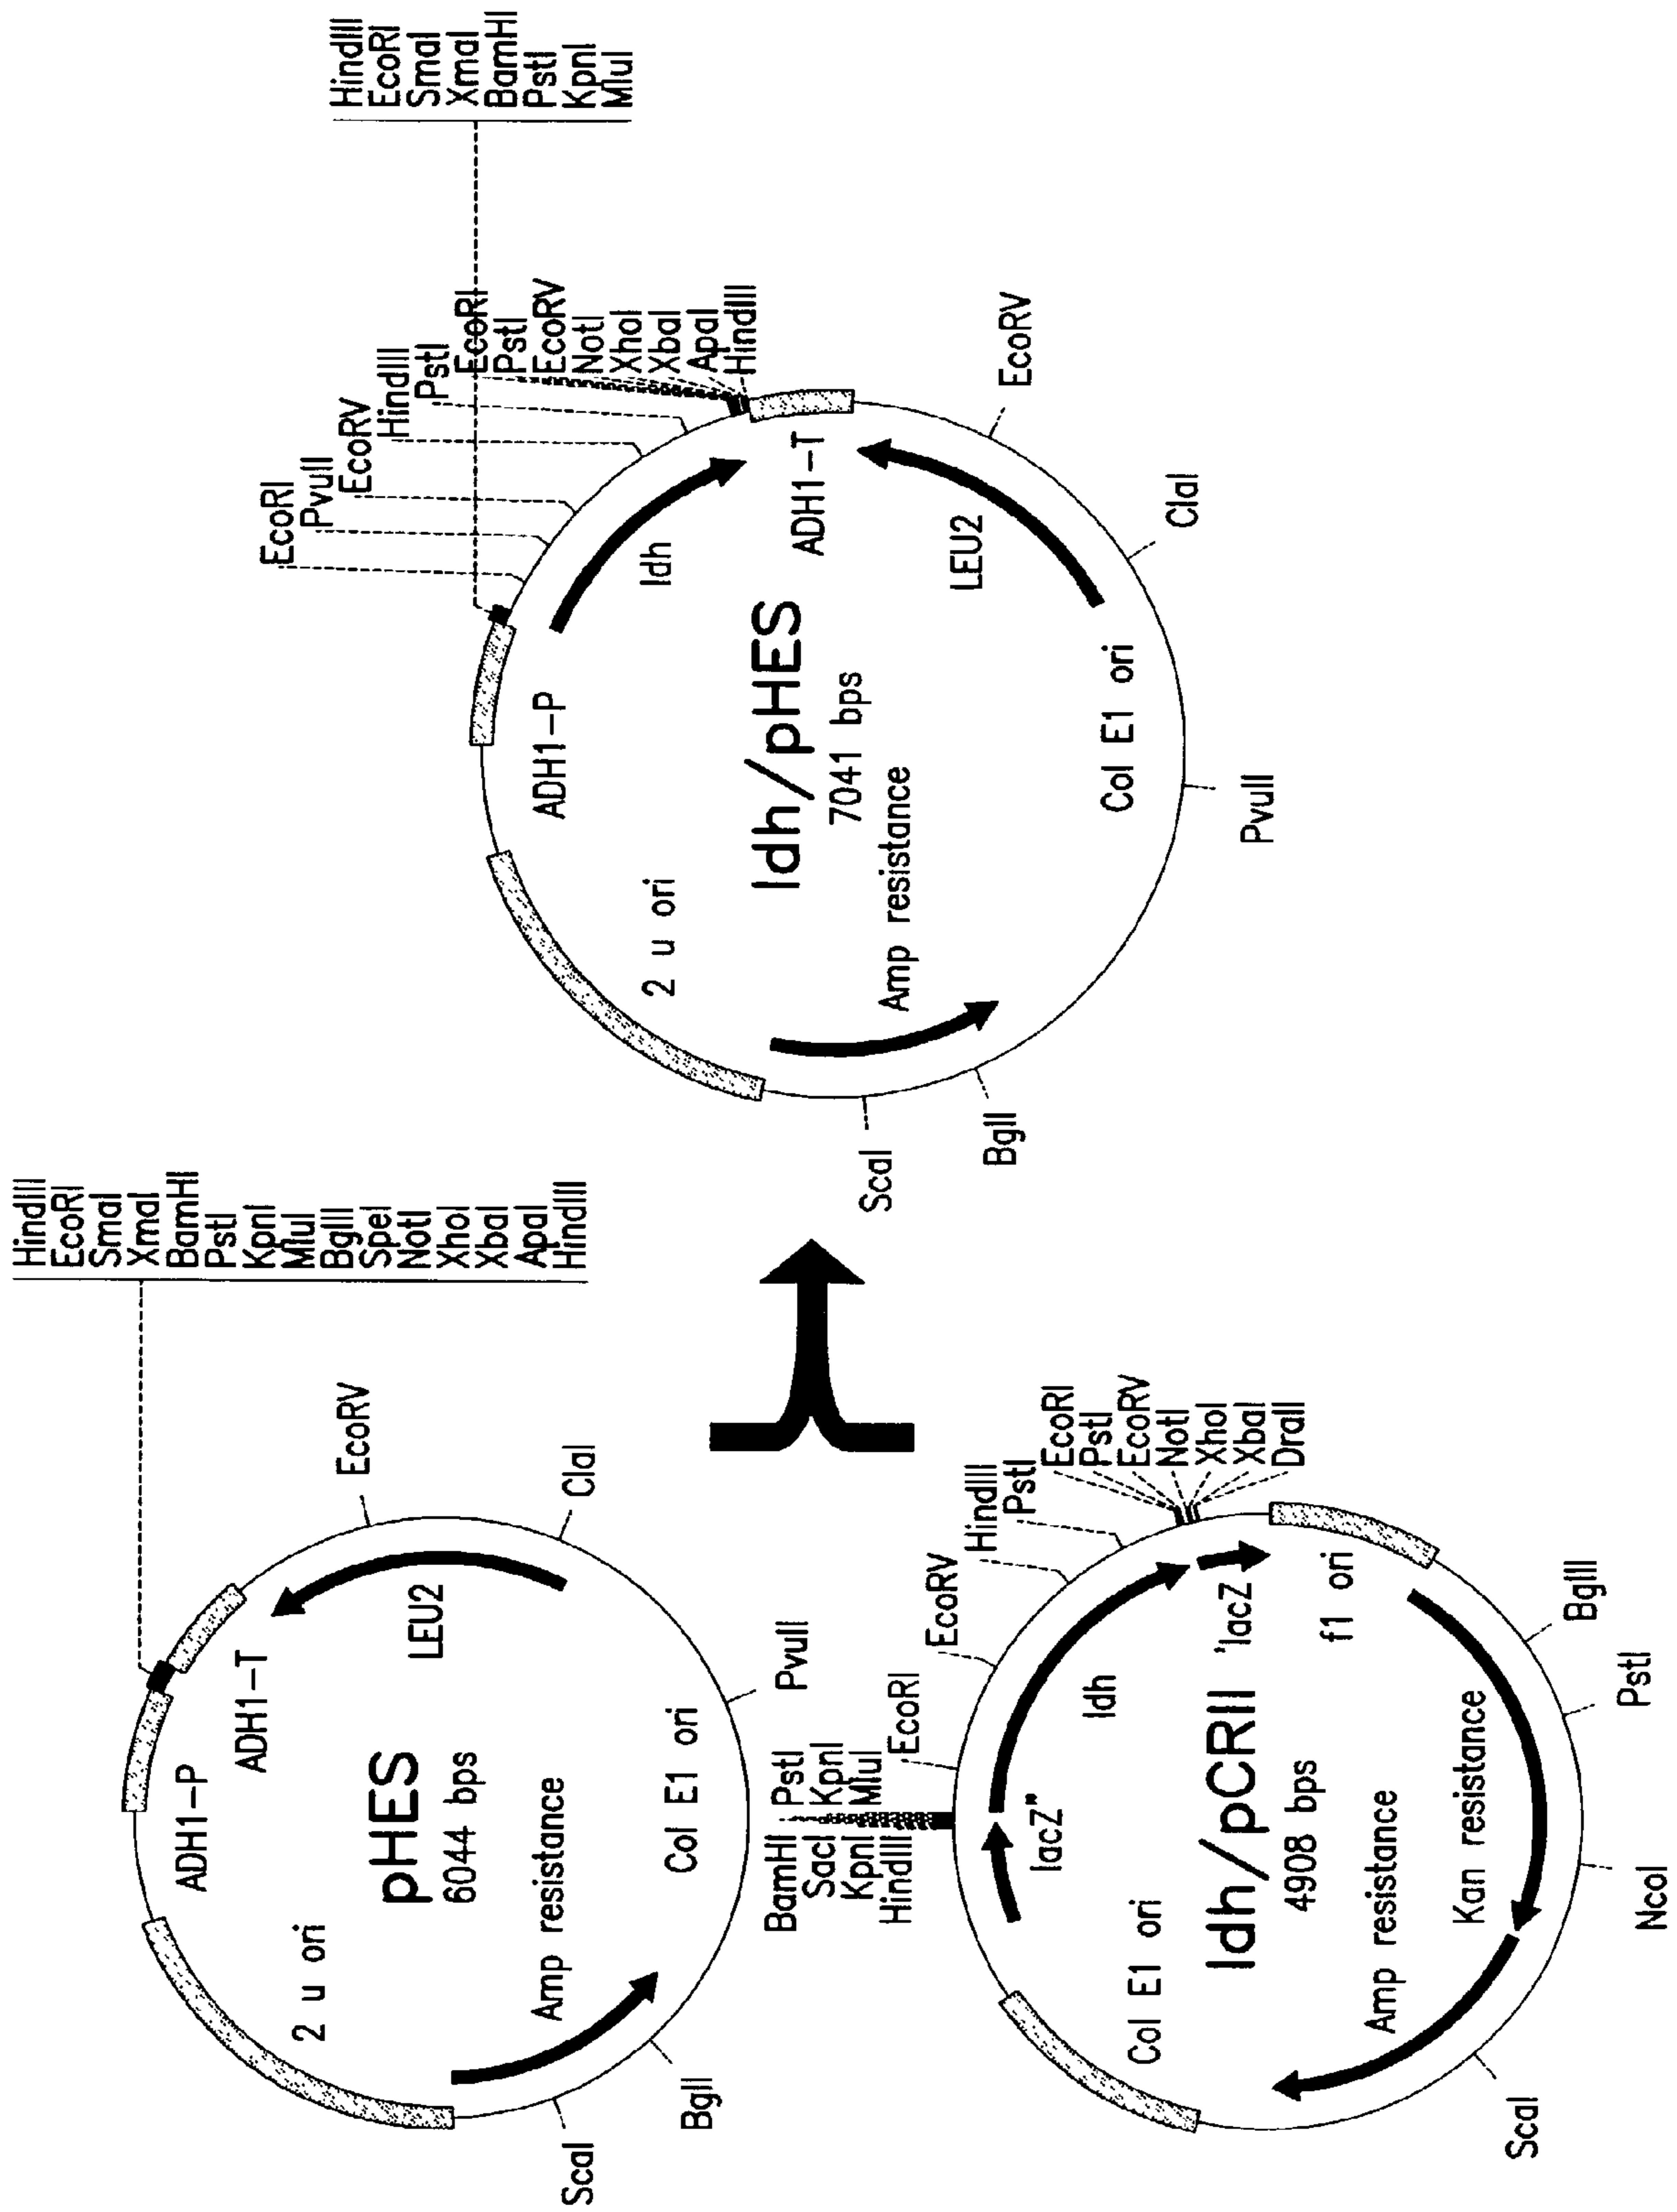 HindIII
EcoRI
SmaI
XmaI
BamHI
PstI
KpnI
MluI
BglII
SpeI
NotI
XhoI
XbaI
ApaI
HindIII
ADH1-P
ADH1-T
2 u ori
EcoRV
pHES
6044 bps
LEU2
Amp resistance
ClaI
ScaI
Col E1 ori
BglI
PvuII
BamHI
SacI
KpnI
HindIII
PstI
KpnI
MluI
EcoRI
EcoRV
HindIII
PstI
EcoRI
PstI
EcoRV
NotI
XhoI
XbaI
DraII
lacZ"
ldh
'lacZ
Col E1 ori
ldh/pCRII
4908 bps
f1 ori
Amp resistance
Kan resistance
BglII
PstI
NcoI
ScaI
HindIII
EcoRI
SmaI
XmaI
BamHI
PstI
KpnI
MluI
EcoRI
PvuII
EcoRV
HindIII
PstI
EcoRI
PstI
EcoRV
NotI
XhoI
XbaI
ApaI
HindIII
ADH1-P
ldh
2 u ori
ldh/pHES
7041 bps
ADH1-T
Amp resistance
LEU2
EcoRV
ScaI
BglI
Col E1 ori
ClaI
PvuII